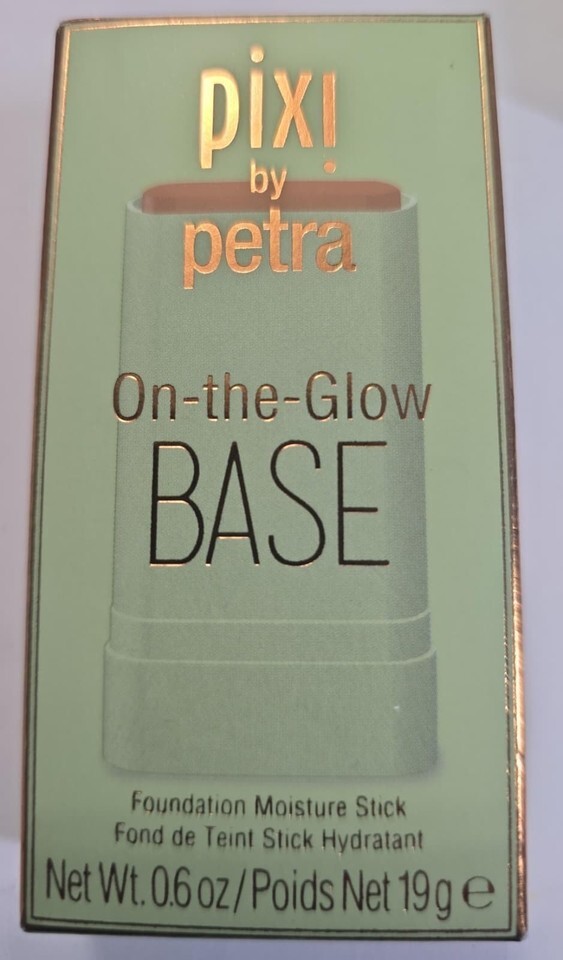 pixi
by
petra
On-the-Glow
BASE
Foundation Moisture Stick
Fond de Teint Stick Hydratant
Net Wt. 0.6 oz/Poids Net 19g ℮